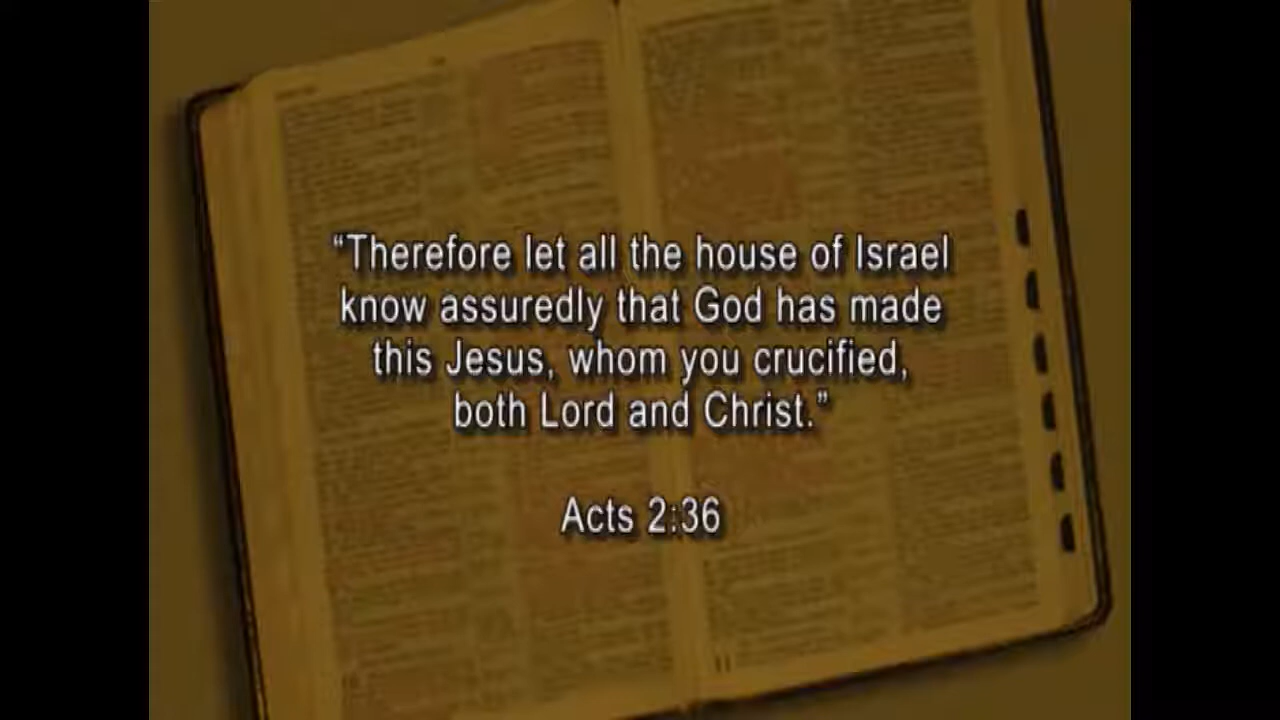 “Therefore let all the house of Israel
know assuredly that God has made
this Jesus, whom you crucified,
both Lord and Christ.”
Acts 2:36